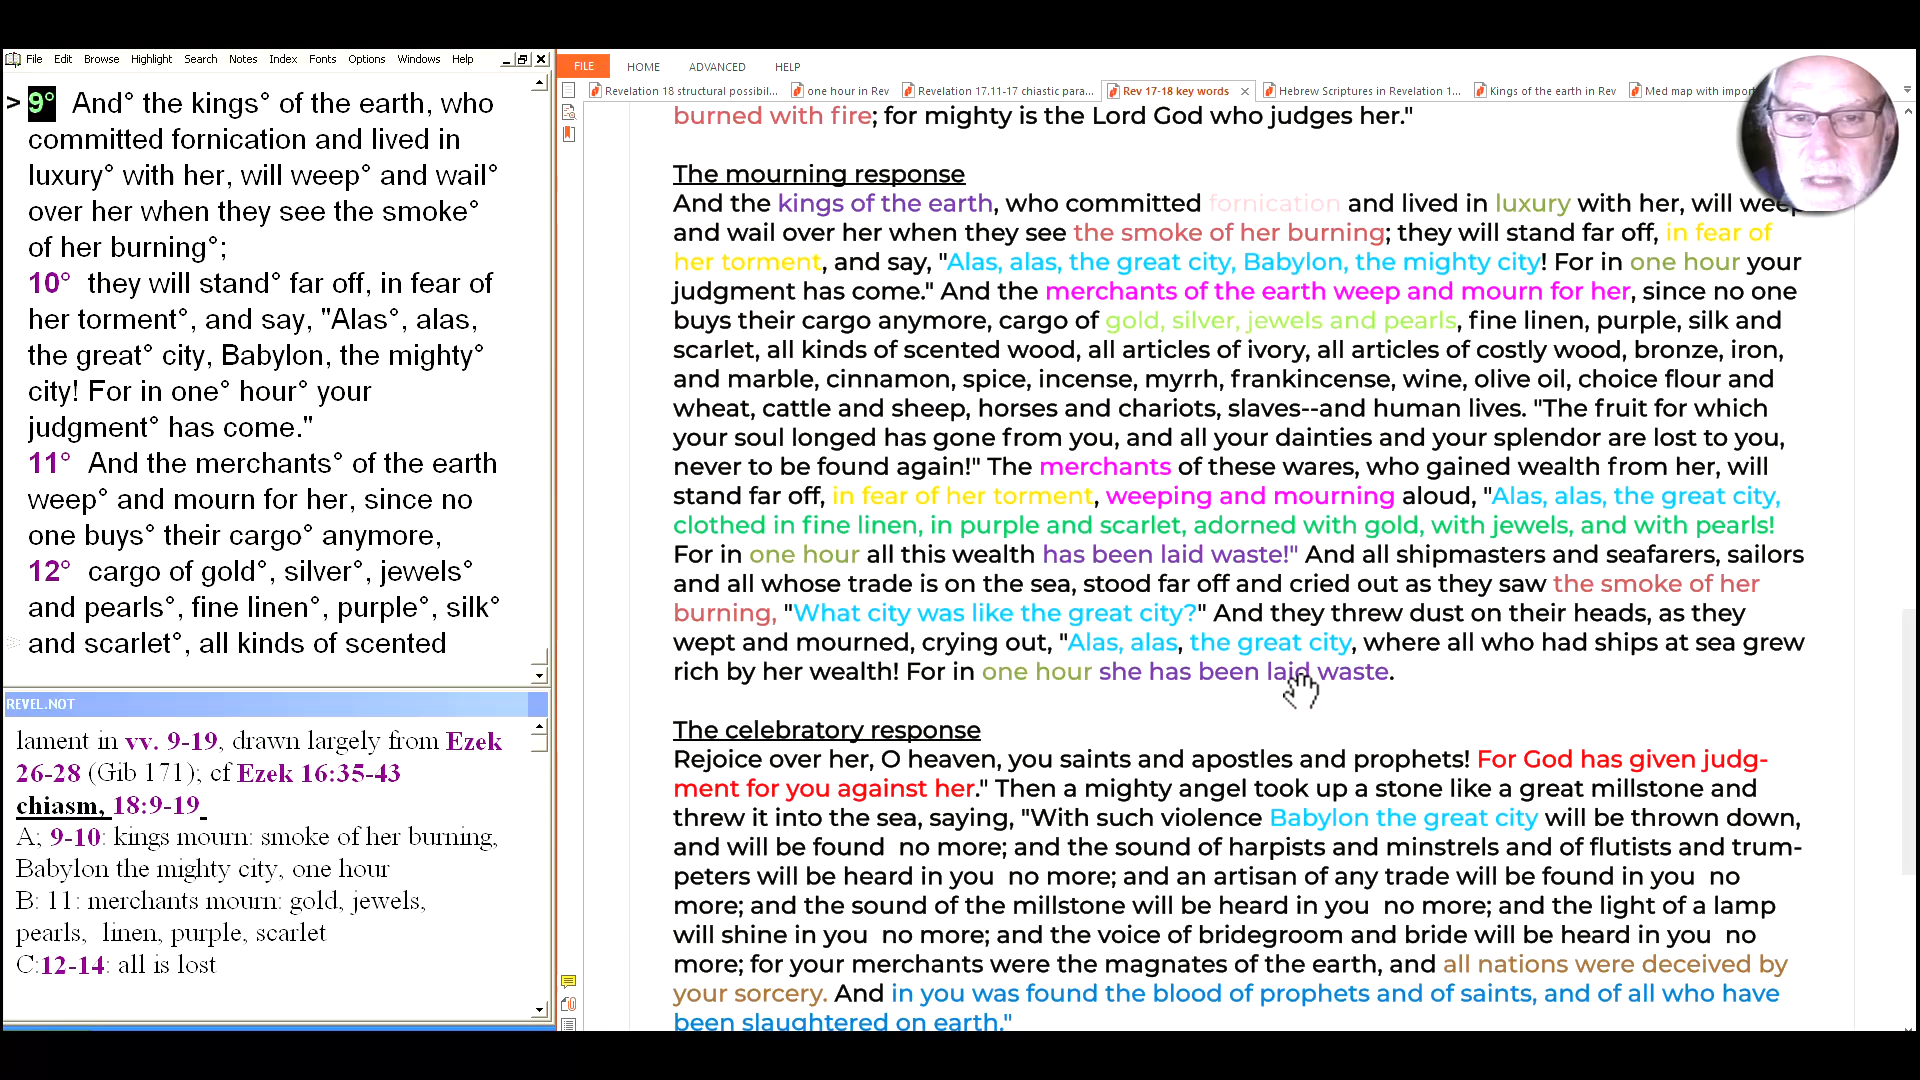 File Edit Browse Highlight Search Notes Index Fonts Options Windows Help
> 9° And° the kings° of the earth, who
committed fornication and lived in
luxury° with her, will weep° and wail°
over her when they see the smoke°
of her burning°;
10° they will stand° far off, in fear of
her torment°, and say, "Alas°, alas,
the great° city, Babylon, the mighty°
city! For in one° hour° your
judgment° has come."
11° And the merchants° of the earth
weep° and mourn for her, since no
one buys° their cargo° anymore,
12° cargo of gold°, silver°, jewels°
and pearls°, fine linen°, purple°, silk°
and scarlet°, all kinds of scented
REVEL.NOT
lament in vv. 9-19, drawn largely from Ezek
26-28 (Gib 171); cf Ezek 16:35-43
chiasm, 18:9-19
A; 9-10: kings mourn: smoke of her burning,
Babylon the mighty city, one hour
B: 11: merchants mourn: gold, jewels,
pearls, linen, purple, scarlet
C:12-14: all is lost
FILE HOME ADVANCED HELP
Revelation 18 structural possibil... one hour in Rev Revelation 17.11-17 chiastic para... Rev 17-18 key words Hebrew Scriptures in Revelation 1... Kings of the earth in Rev Med map with impor
burned with fire; for mighty is the Lord God who judges her."
The mourning response
And the kings of the earth, who committed fornication and lived in luxury with her, will weep
and wail over her when they see the smoke of her burning; they will stand far off, in fear of
her torment, and say, "Alas, alas, the great city, Babylon, the mighty city! For in one hour your
judgment has come." And the merchants of the earth weep and mourn for her, since no one
buys their cargo anymore, cargo of gold, silver, jewels and pearls, fine linen, purple, silk and
scarlet, all kinds of scented wood, all articles of ivory, all articles of costly wood, bronze, iron,
and marble, cinnamon, spice, incense, myrrh, frankincense, wine, olive oil, choice flour and
wheat, cattle and sheep, horses and chariots, slaves--and human lives. "The fruit for which
your soul longed has gone from you, and all your dainties and your splendor are lost to you,
never to be found again!" The merchants of these wares, who gained wealth from her, will
stand far off, in fear of her torment, weeping and mourning aloud, "Alas, alas, the great city,
clothed in fine linen, in purple and scarlet, adorned with gold, with jewels, and with pearls!
For in one hour all this wealth has been laid waste!" And all shipmasters and seafarers, sailors
and all whose trade is on the sea, stood far off and cried out as they saw the smoke of her
burning, "What city was like the great city?" And they threw dust on their heads, as they
wept and mourned, crying out, "Alas, alas, the great city, where all who had ships at sea grew
rich by her wealth! For in one hour she has been laid waste.
The celebratory response
Rejoice over her, O heaven, you saints and apostles and prophets! For God has given judg-
ment for you against her." Then a mighty angel took up a stone like a great millstone and
threw it into the sea, saying, "With such violence Babylon the great city will be thrown down,
and will be found no more; and the sound of harpists and minstrels and of flutists and trum-
peters will be heard in you no more; and an artisan of any trade will be found in you no
more; and the sound of the millstone will be heard in you no more; and the light of a lamp
will shine in you no more; and the voice of bridegroom and bride will be heard in you no
more; for your merchants were the magnates of the earth, and all nations were deceived by
your sorcery. And in you was found the blood of prophets and of saints, and of all who have
been slaughtered on earth."